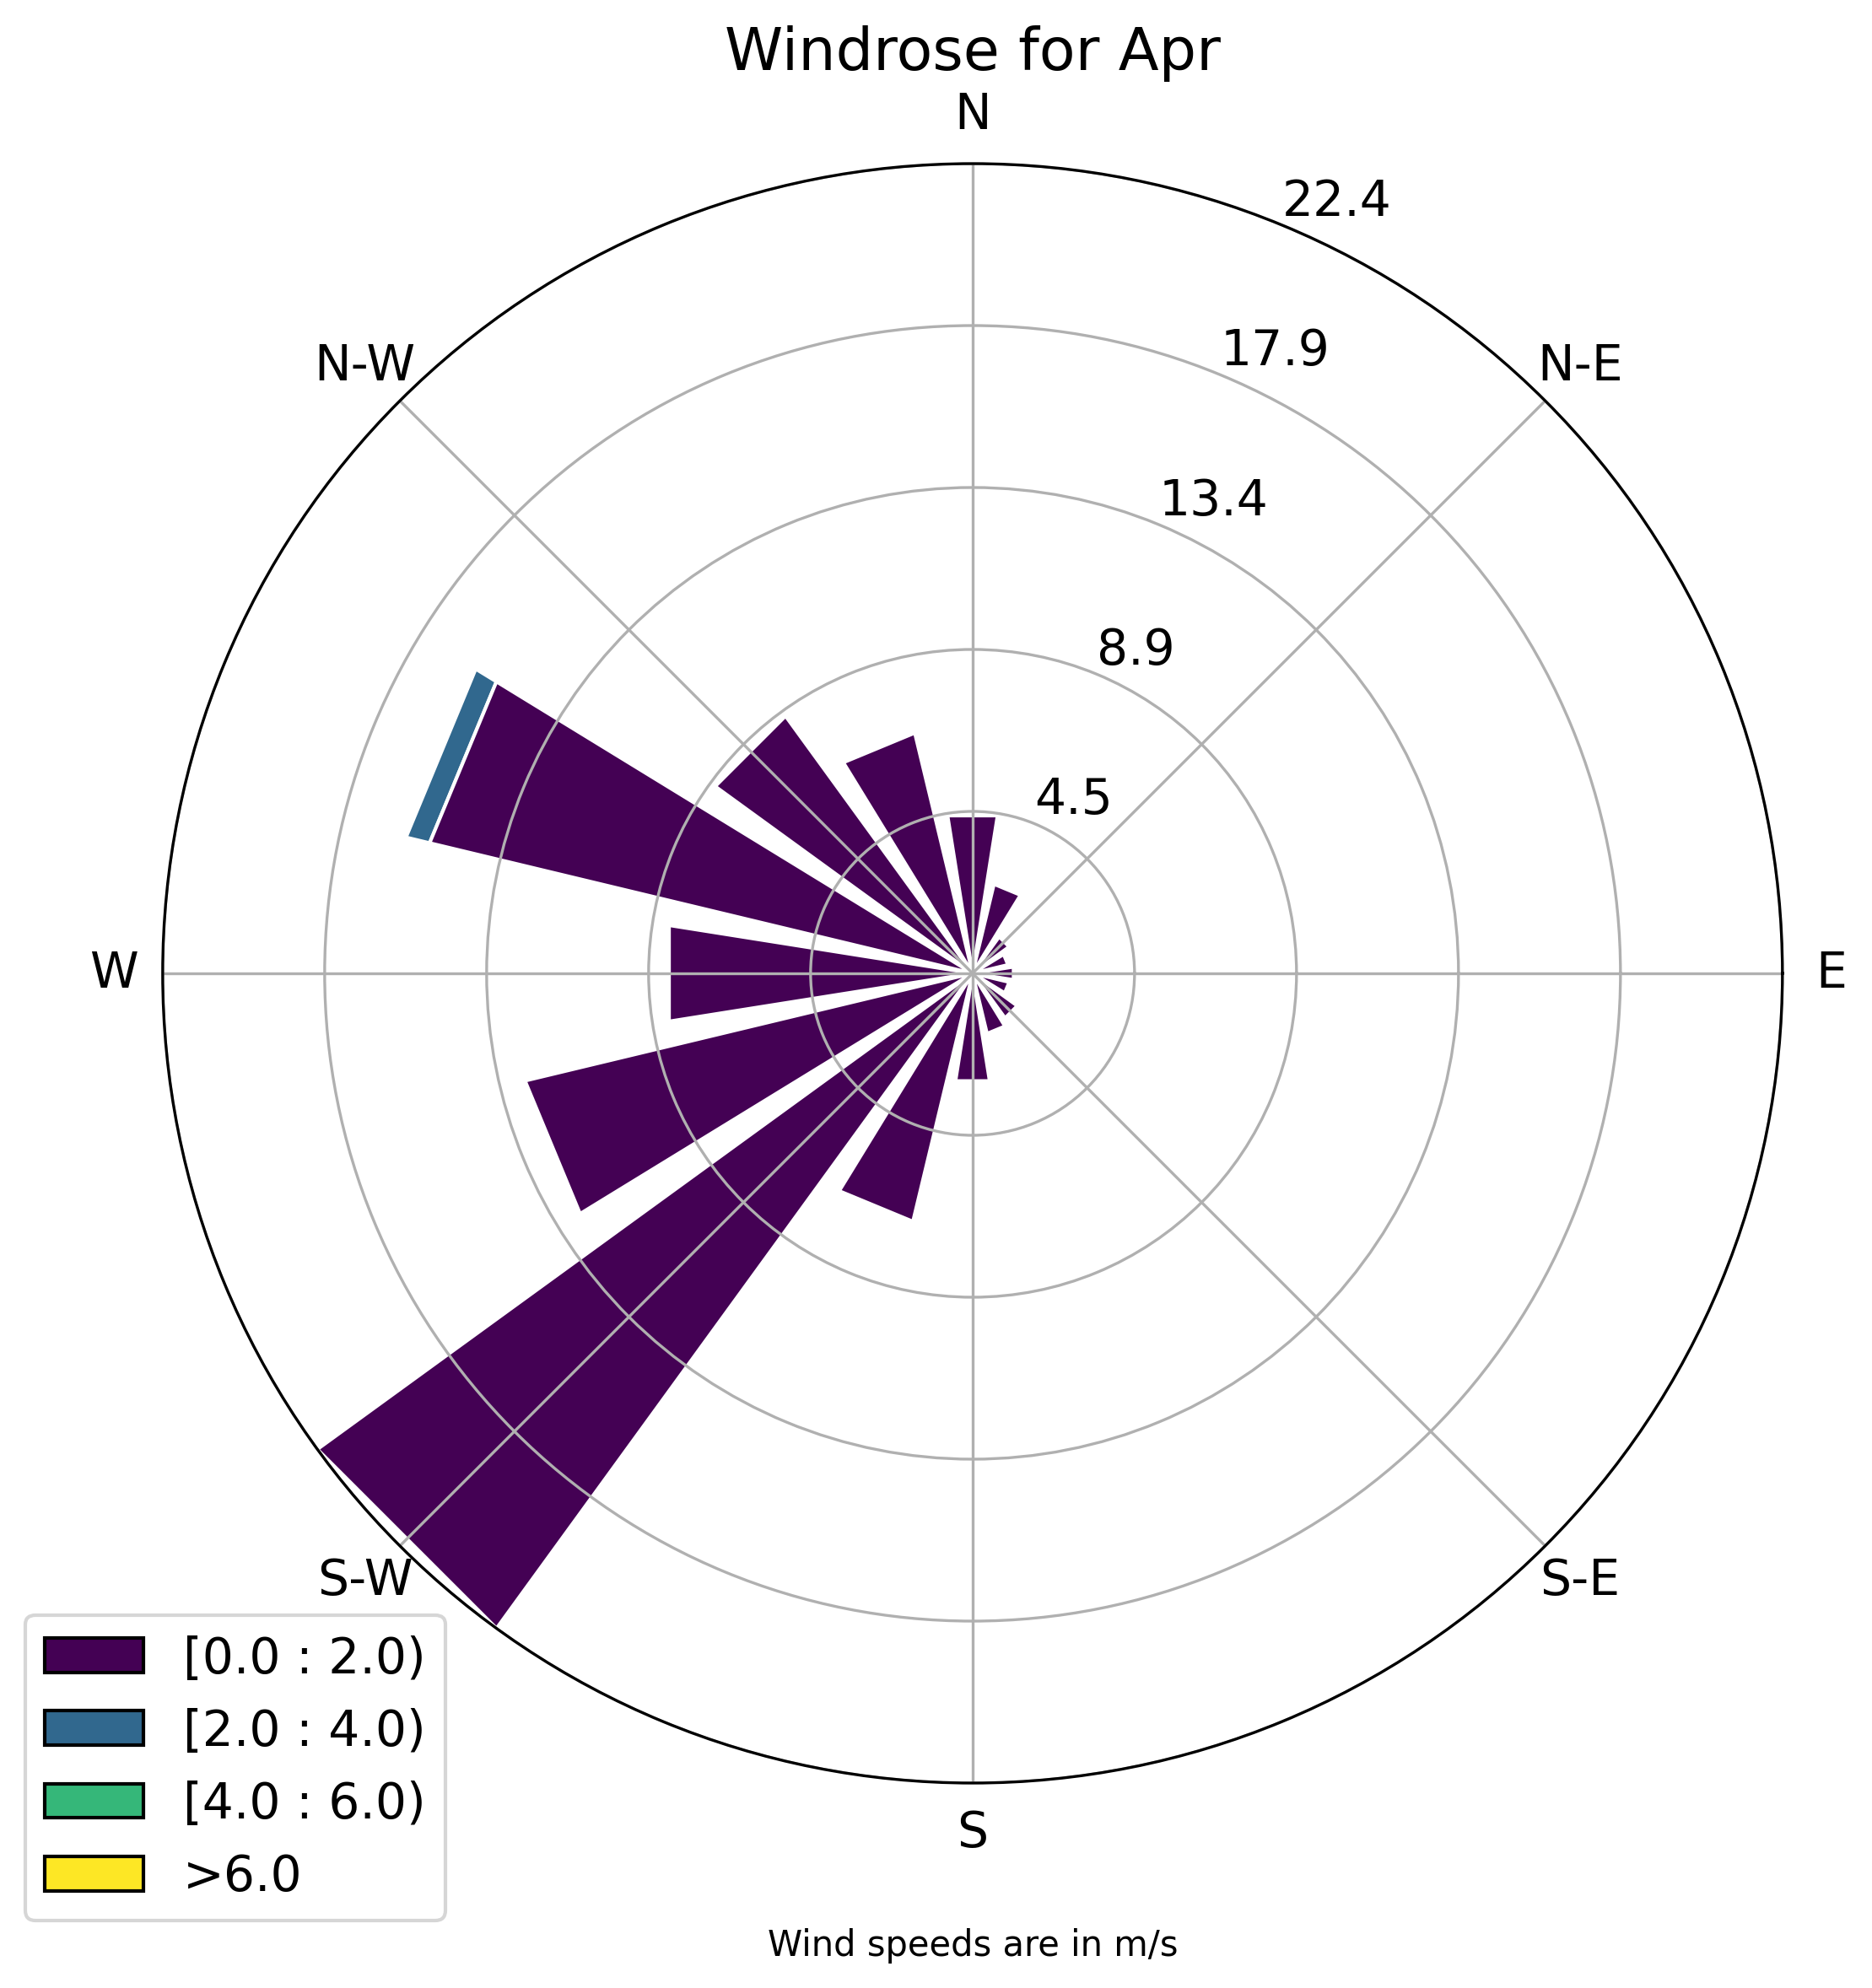 Windrose for Apr
N
22.4
17.9
N-W
N-E
13.4
8.9
4.5
W
E
S-W
S-E
[0.0 : 2.0)
[2.0 : 4.0)
[4.0 : 6.0)
>6.0
S
Wind speeds are in m/s